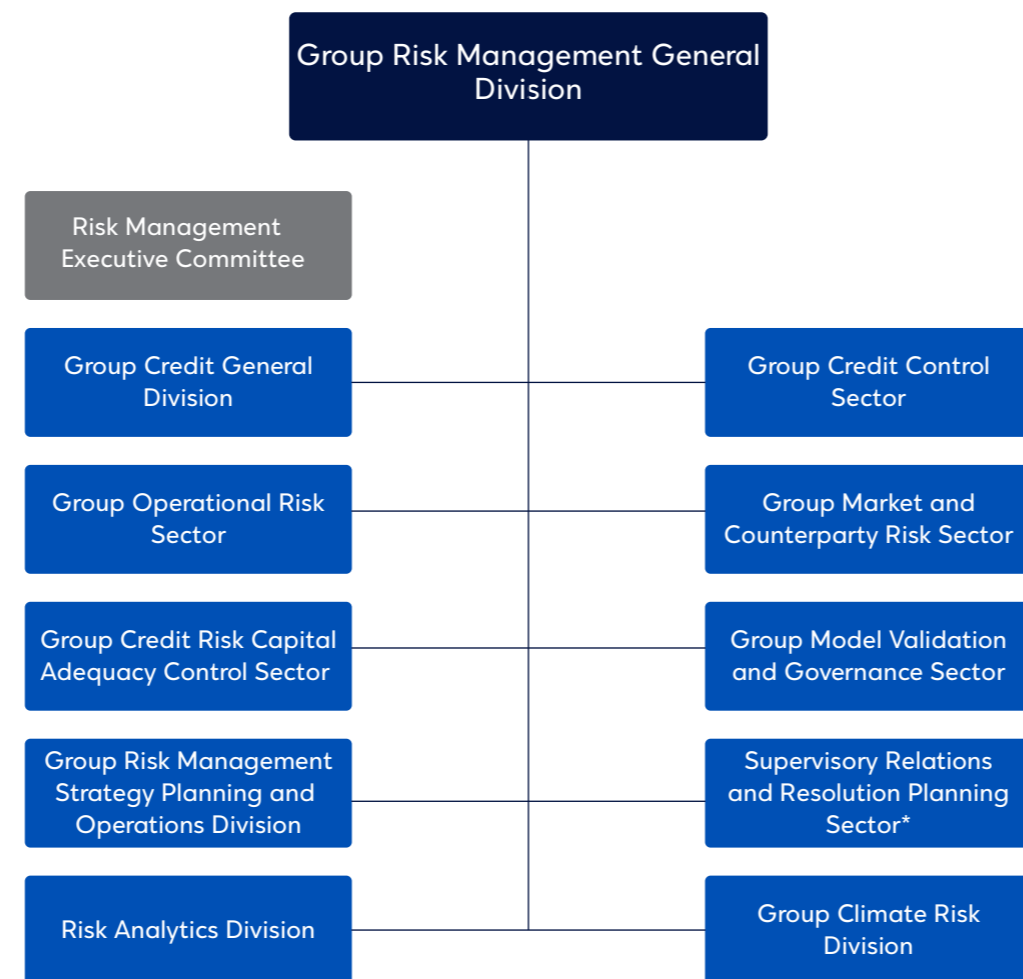 Group Risk Management General
Division
Risk Management
Executive Committee
Group Credit General
Division
Group Credit Control
Sector
Group Operational Risk
Sector
Group Market and
Counterparty Risk Sector
Group Credit Risk Capital
Adequacy Control Sector
Group Model Validation
and Governance Sector
Group Risk Management
Strategy Planning and
Operations Division
Supervisory Relations
and Resolution Planning
Sector*
Risk Analytics Division
Group Climate Risk
Division